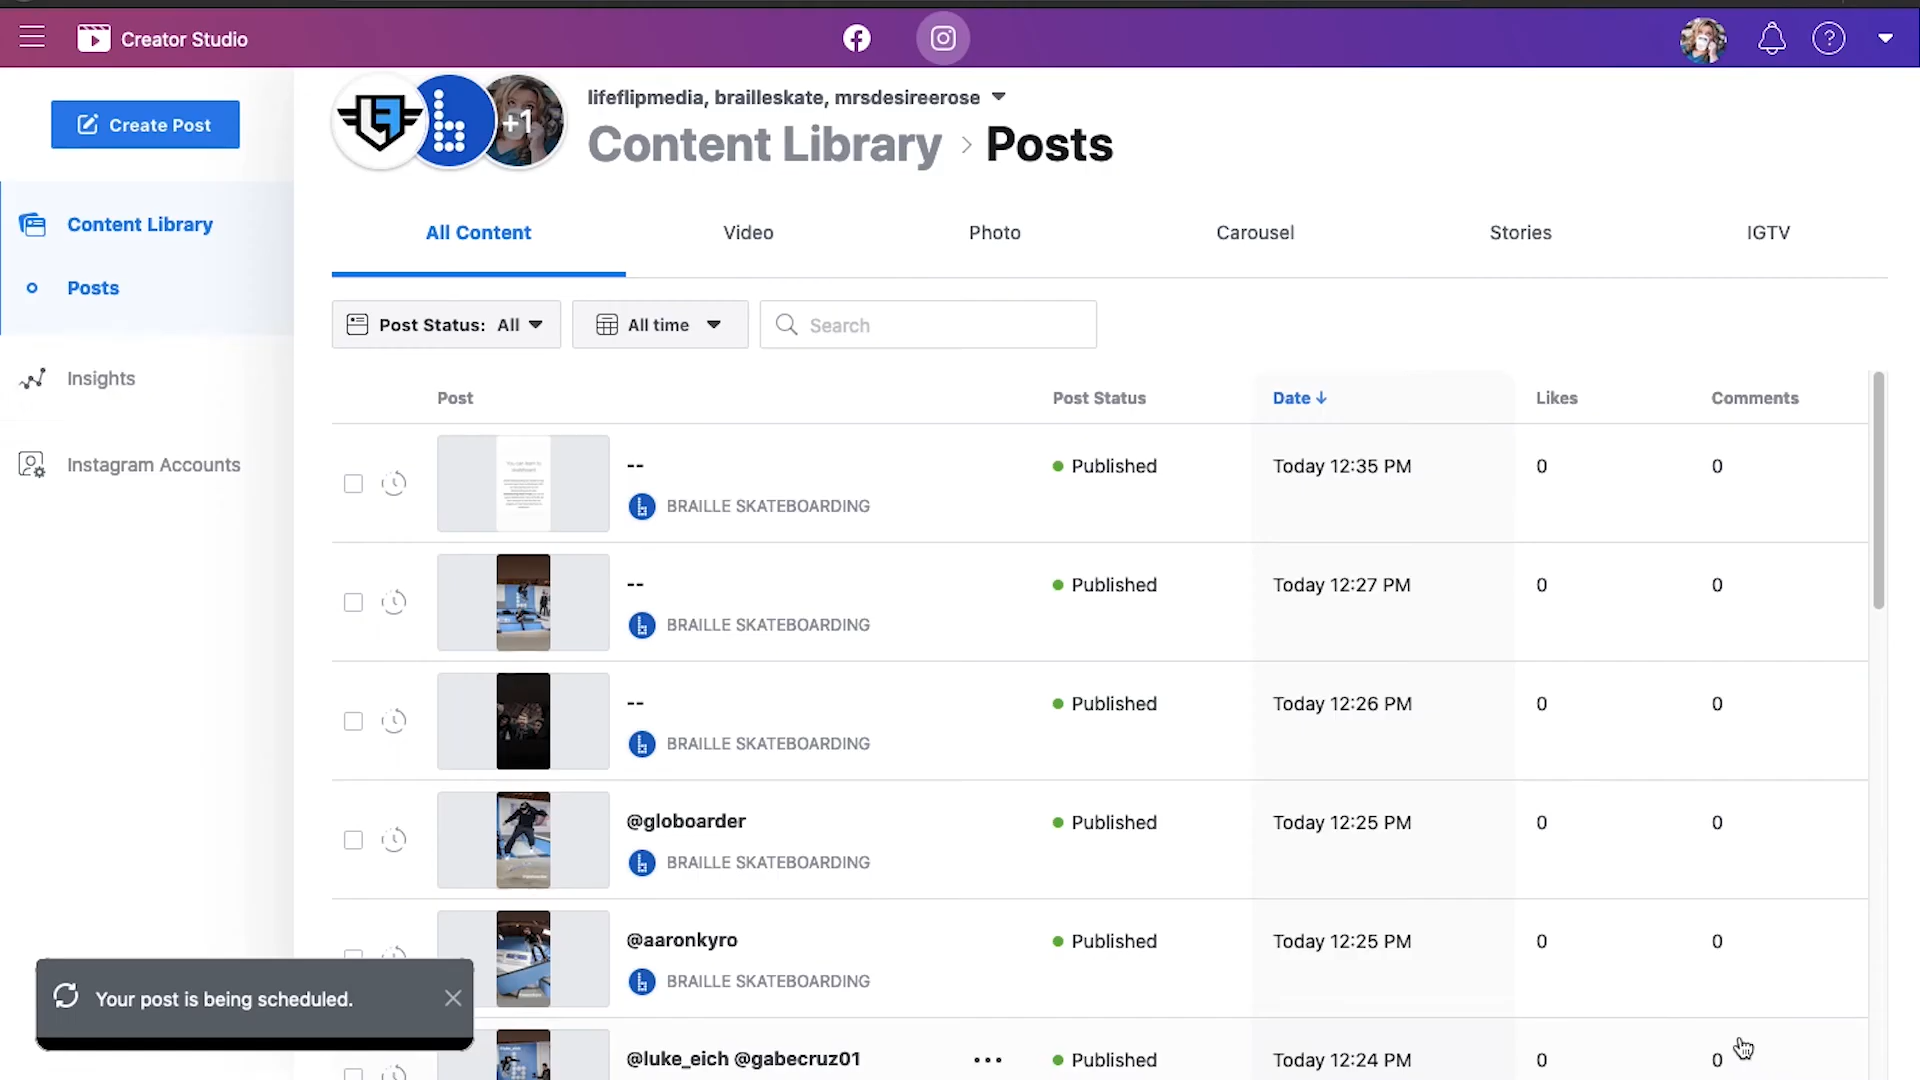 Creator Studio
Create Post
Content Library
Posts
Insights
Instagram Accounts
+1
lifeflipmedia, brailleskate, mrsdesireerose
Content Library > Posts
All Content
Video
Photo
Carousel
Stories
IGTV
Post Status: All
All time
Search
Post
Post Status
Date ↓
Likes
Comments
--
BRAILLE SKATEBOARDING
Published
Today 12:35 PM
0
0
--
BRAILLE SKATEBOARDING
Published
Today 12:27 PM
0
0
--
BRAILLE SKATEBOARDING
Published
Today 12:26 PM
0
0
@globoarder
BRAILLE SKATEBOARDING
Published
Today 12:25 PM
0
0
@aaronkyro
BRAILLE SKATEBOARDING
Published
Today 12:25 PM
0
0
@luke_eich @gabecruz01
Published
Today 12:24 PM
0
0
Your post is being scheduled.